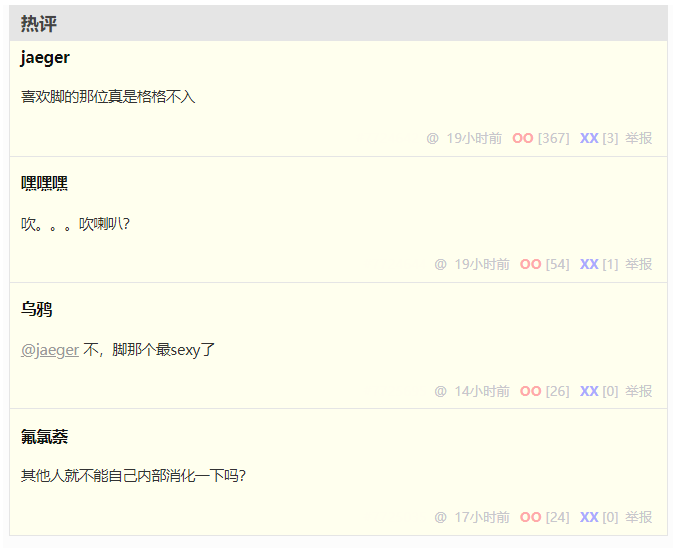 热评
jaeger
喜欢脚的那位真是格格不入
@ 19小时前 OO [367] XX [3] 举报
嘿嘿嘿
吹。。。吹喇叭?
@ 19小时前 OO [54] XX [1] 举报
乌鸦
@jaeger 不，脚那个最sexy了
@ 14小时前 OO [26] XX [0] 举报
氟氯萘
其他人就不能自己内部消化一下吗?
@ 17小时前 OO [24] XX [0] 举报